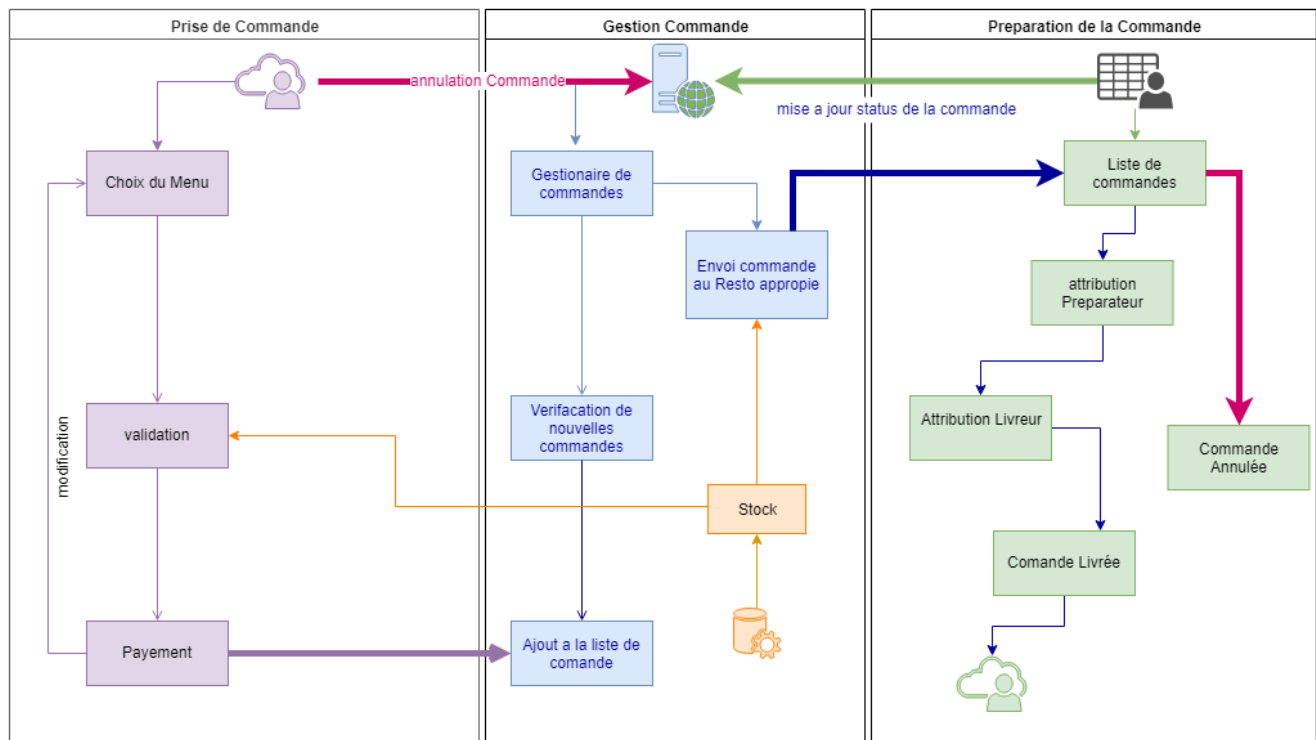 Prise de Commande
Gestion Commande
Preparation de la Commande
annulation Commande
mise a jour status de la commande
Choix du Menu
Gestionaire de
commandes
Liste de
commandes
Envoi commande
au Resto appropie
attribution
Preparateur
modification
validation
Verifacation de
nouvelles
commandes
Attribution Livreur
Commande
Annulée
Stock
Comande Livrée
Payement
Ajout a la liste de
comande